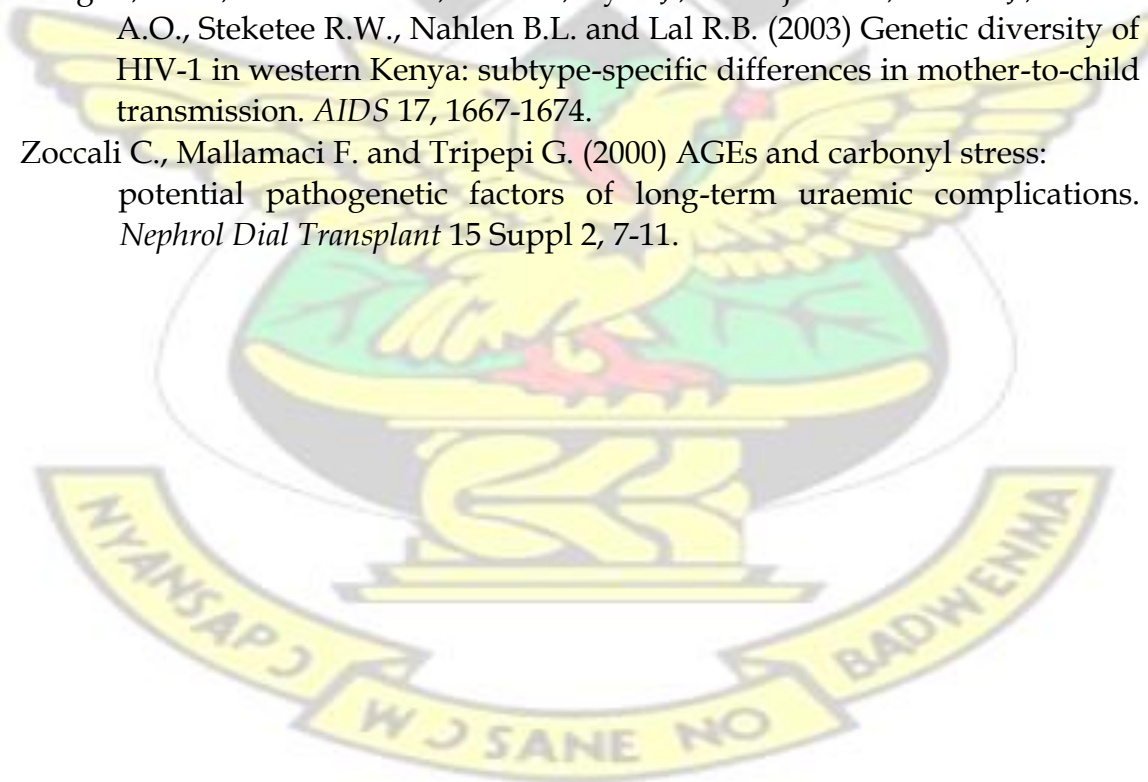 A.O., Steketee R.W., Nahlen B.L. and Lal R.B. (2003) Genetic diversity of
HIV-1 in western Kenya: subtype-specific differences in mother-to-child
transmission. AIDS 17, 1667-1674.
Zoccali C., Mallamaci F. and Tripepi G. (2000) AGEs and carbonyl stress:
potential pathogenetic factors of long-term uraemic complications.
Nephrol Dial Transplant 15 Suppl 2, 7-11.
NYANSAPƆ
WƆ SANE NO
BADWENMA